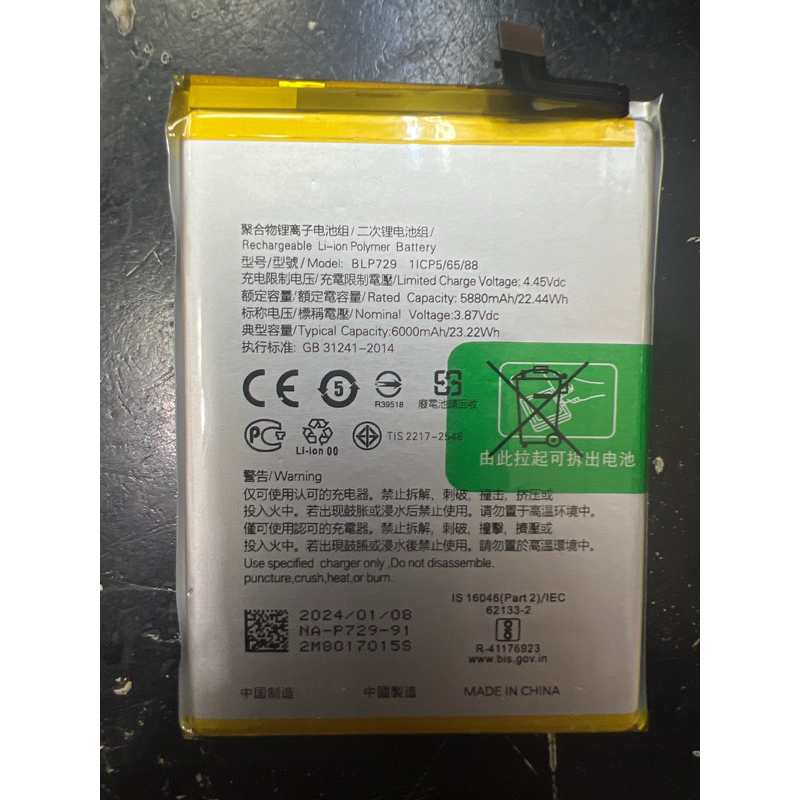 聚合物锂离子电池组/二次锂电池组/
Rechargeable Li-ion Polymer Battery
型号/型號/Model: BLP729 1ICP5/65/88
充电限制电压/充電限制電壓/Limited Charge Voltage: 4.45Vdc
额定容量/額定容量/Rated Capacity: 5880mAh/22.44Wh
标称电压/標稱電壓/Nominal Voltage:3.87Vdc
典型容量/Typical Capacity:6000mAh/23.22Wh
执行标准: GB 31241-2014
CE
5
R39518
廢電池請回收
PC
Li-ion 00
TIS 2217-2548
由此拉起可拆出电池
警告/Warning
仅可使用认可的充电器。禁止拆解，刺破，撞击，挤压或
投入火中。若出现鼓胀或浸水后禁止使用。请勿置于高温环境中。
僅可使用認可的充電器。禁止拆解，刺破，撞擊，擠壓或
投入火中。若出現鼓脹或浸水後禁止使用。請勿置於高溫環境中。
Use specified charger only ,Do not disassemble.
puncture,crush,heat,or burn.
IS 16046(Part 2)/IEC
62133-2
R-41176923
www.bis.gov.in
2024/01/08
NA-P729-91
2M8017015S
中国制造 中國製造 MADE IN CHINA